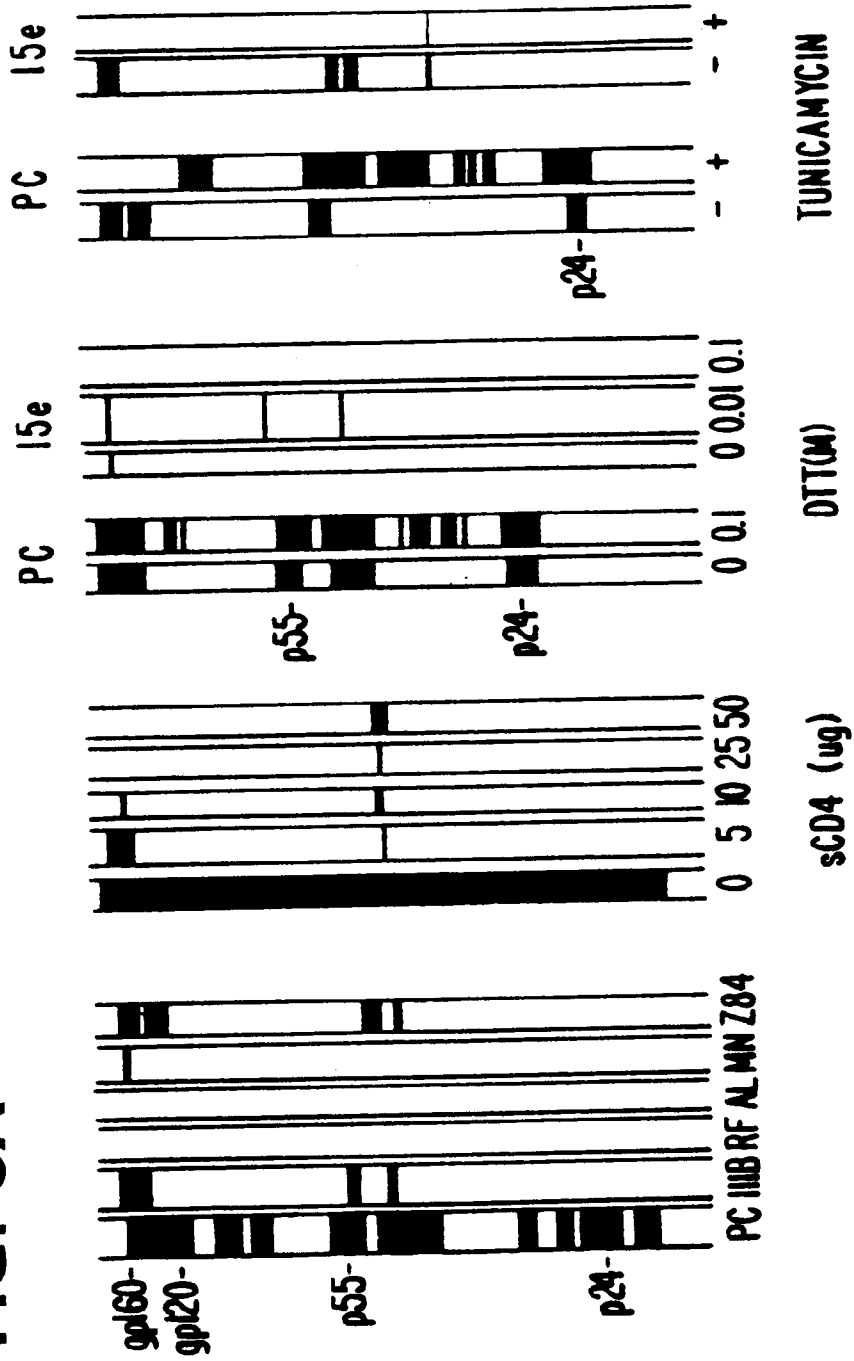 gp160-
gp120-
p55-
p24-
PC IIIB RF AL MN Z84
0 5 10 25 50
sCD4 (ug)
PC 15e
p55-
p24-
0 0.1 0 0.01 0.1
DTT(M)
PC 15e
p24-
- + - +
TUNICAMYCIN